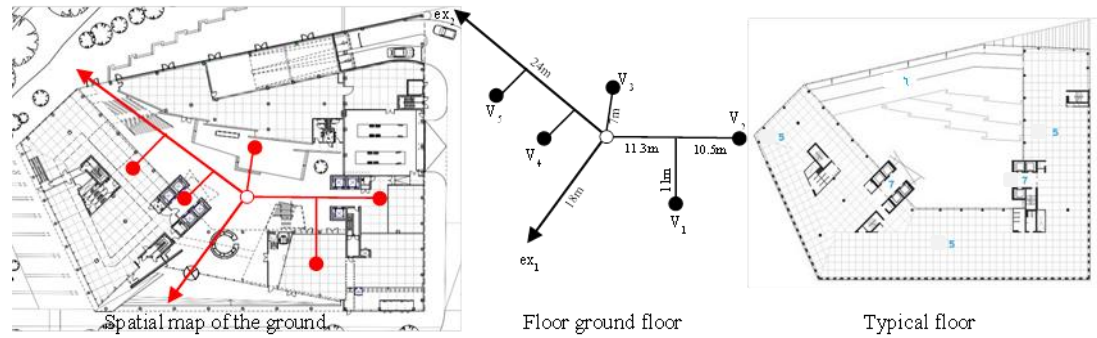 ex2
24m
V3
V5
7m
V2
V4
11.3m
10.5m
11m
18m
V1
ex1
5
5
7
7
5
Spatial map of the ground
Floor ground floor
Typical floor